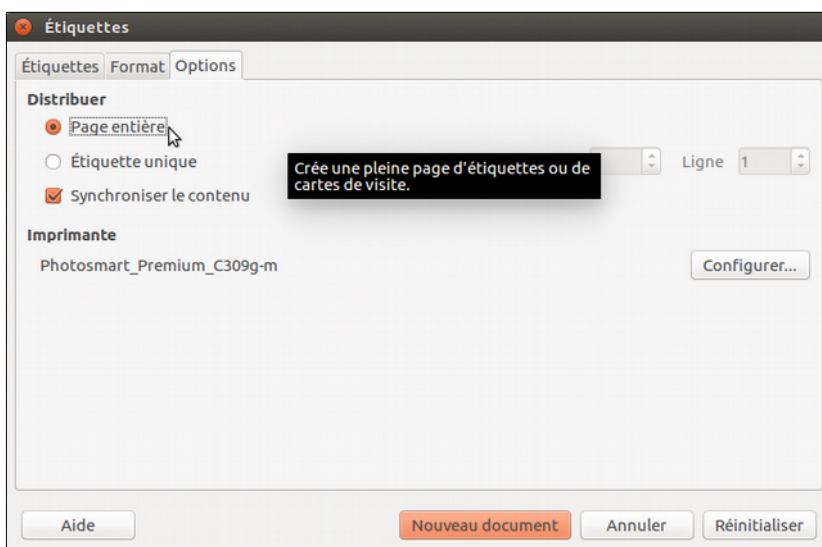 Étiquettes
Étiquettes Format Options
Distribuer
Page entière
Étiquette unique
Ligne 1
Crée une pleine page d'étiquettes ou de
cartes de visite.
Synchroniser le contenu
Imprimante
Photosmart_Premium_C309g-m
Configurer...
Aide
Nouveau document
Annuler
Réinitialiser